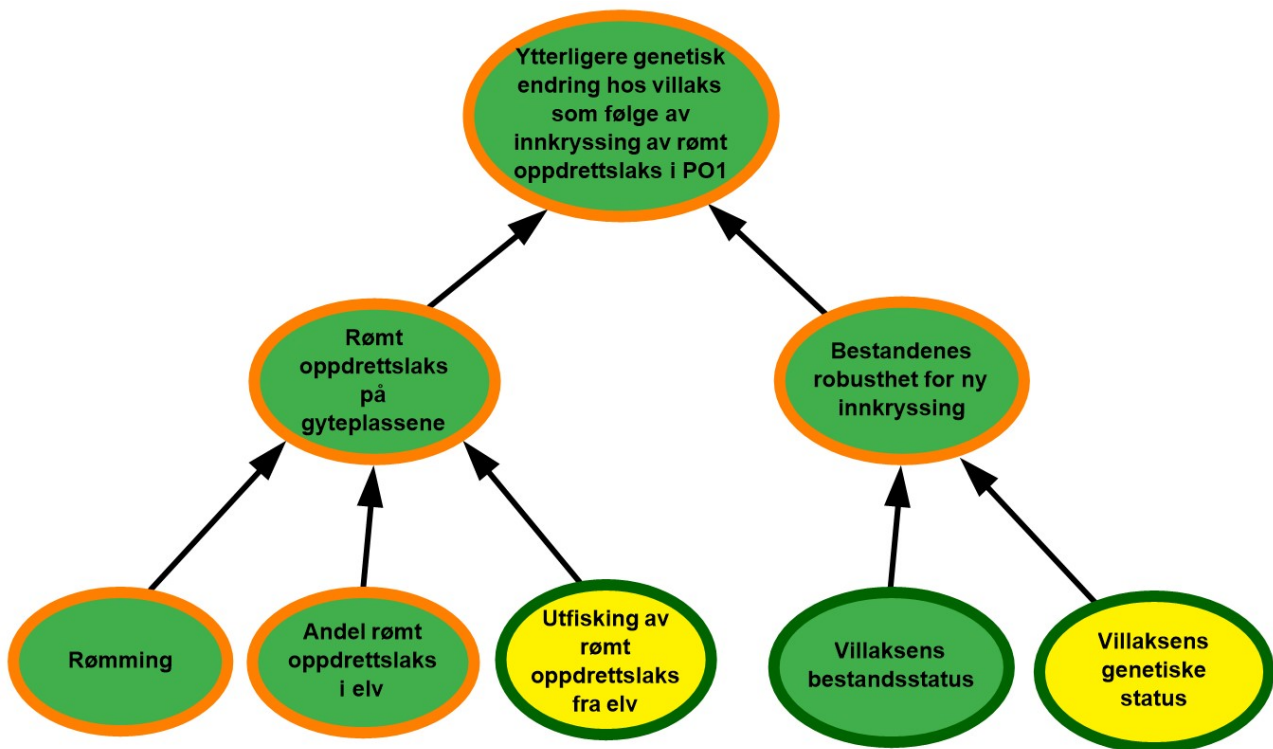 Ytterligere genetisk
endring hos villaks
som følge av
innkryssing av rømt
oppdrettslaks i PO1
Rømt
oppdrettslaks
på
gyteplassene
Bestandenes
robusthet for ny
innkryssing
Rømming
Andel rømt
oppdrettslaks
i elv
Utfisking av
rømt
oppdrettslaks
fra elv
Villaksens
bestandsstatus
Villaksens
genetiske
status